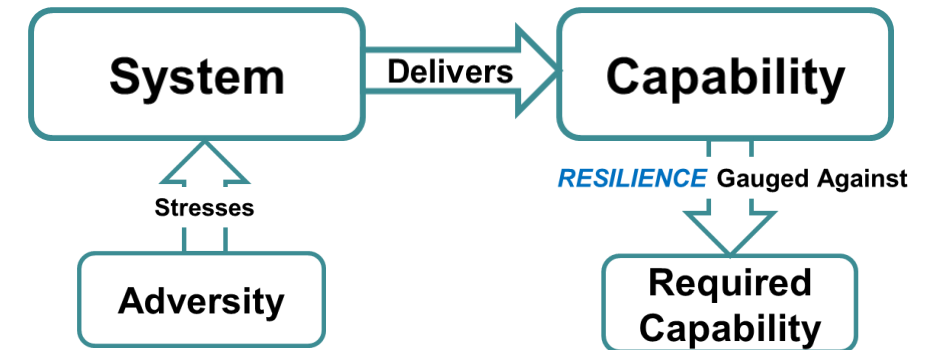 System
Delivers
Capability
Stresses
RESILIENCE Gauged Against
Adversity
Required
Capability